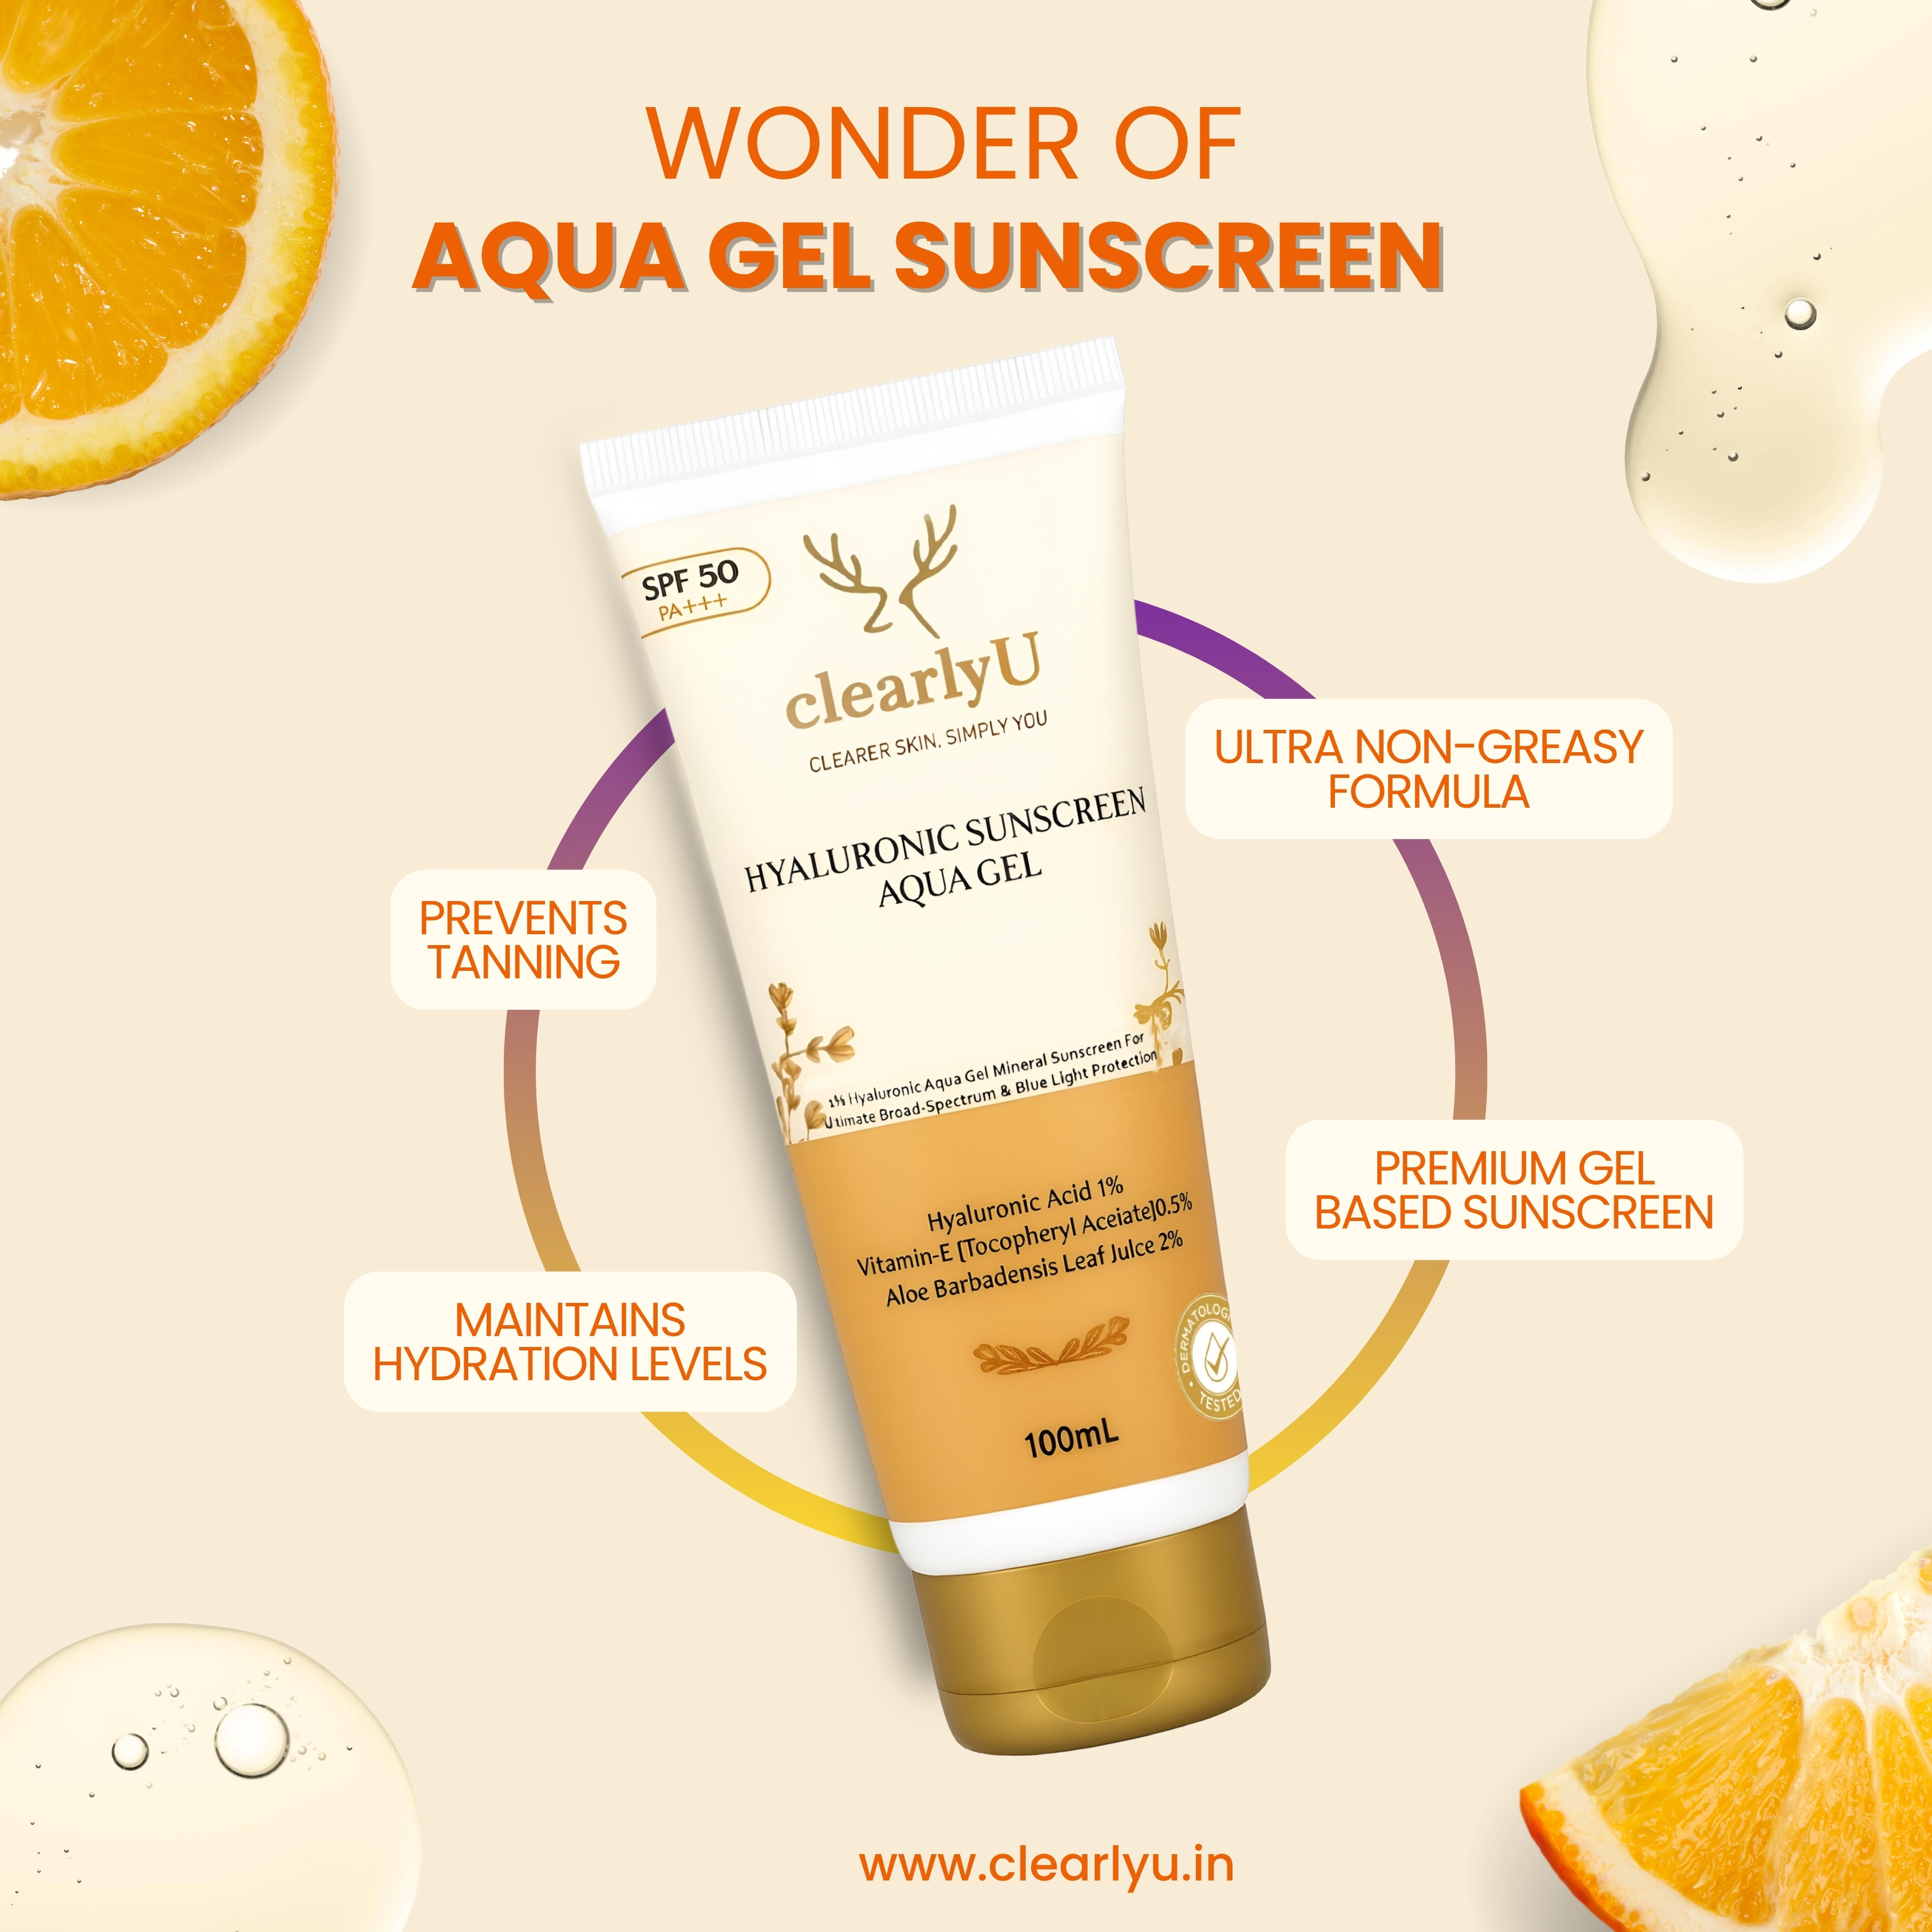 WONDER OF
AQUA GEL SUNSCREEN
SPF 50
PA+++
clearlyU
CLEARER SKIN, SIMPLY YOU
HYALURONIC SUNSCREEN
AQUA GEL
1% Hyaluronic Aqua Gel Mineral Sunscreen For
Utimate Broad-Spectrum & Blue Light Protection
Hyaluronic Acid 1%
Vitamin-E [Tocopheryl Aceiate]0.5%
Aloe Barbadensis Leaf Julce 2%
DERMATOLOG
TESTED
100mL
ULTRA NON-GREASY
FORMULA
PREVENTS
TANNING
PREMIUM GEL
BASED SUNSCREEN
MAINTAINS
HYDRATION LEVELS
www.clearlyu.in